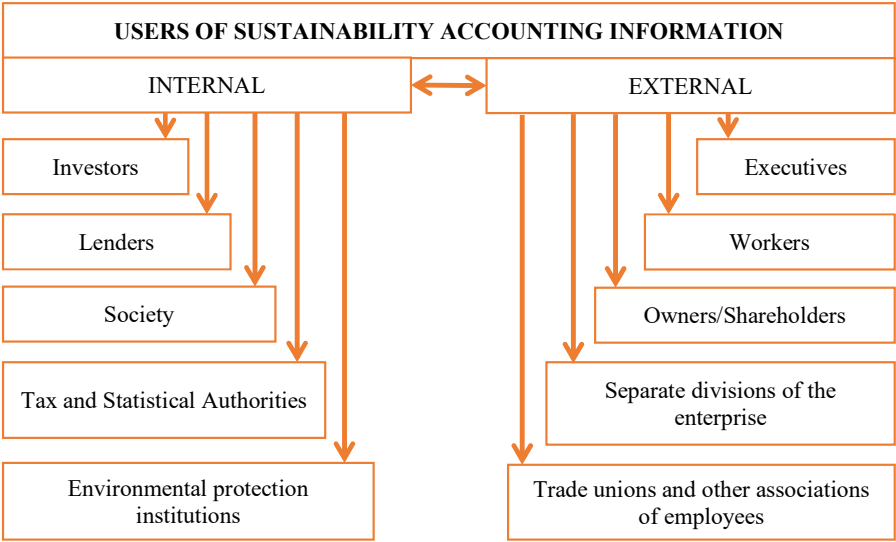 USERS OF SUSTAINABILITY ACCOUNTING INFORMATION
INTERNAL
EXTERNAL
Investors
Executives
Lenders
Workers
Society
Owners/Shareholders
Tax and Statistical Authorities
Separate divisions of the
enterprise
Environmental protection
institutions
Trade unions and other associations
of employees